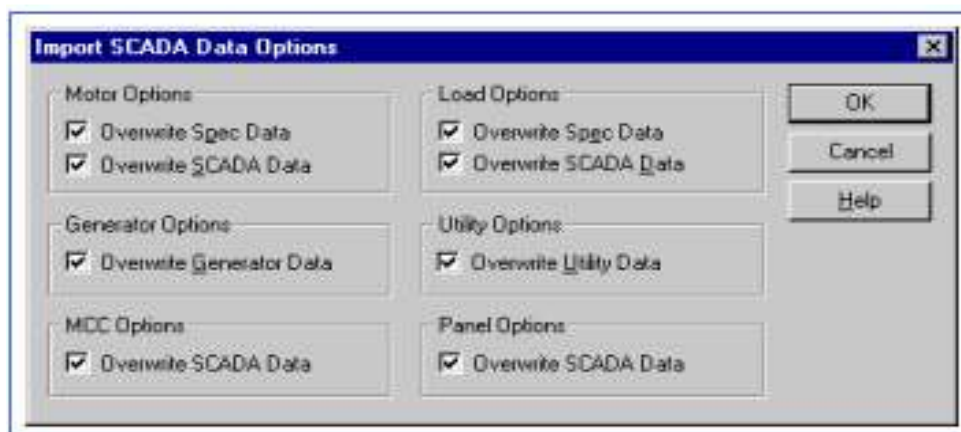 Import SCADA Data Options
Motor Options
Overwrite Spec Data
Overwrite SCADA Data
Load Options
Overwrite Spec Data
Overwrite SCADA Data
OK
Cancel
Help
Generator Options
Overwrite Generator Data
Utility Options
Overwrite Utility Data
MCC Options
Overwrite SCADA Data
Panel Options
Overwrite SCADA Data